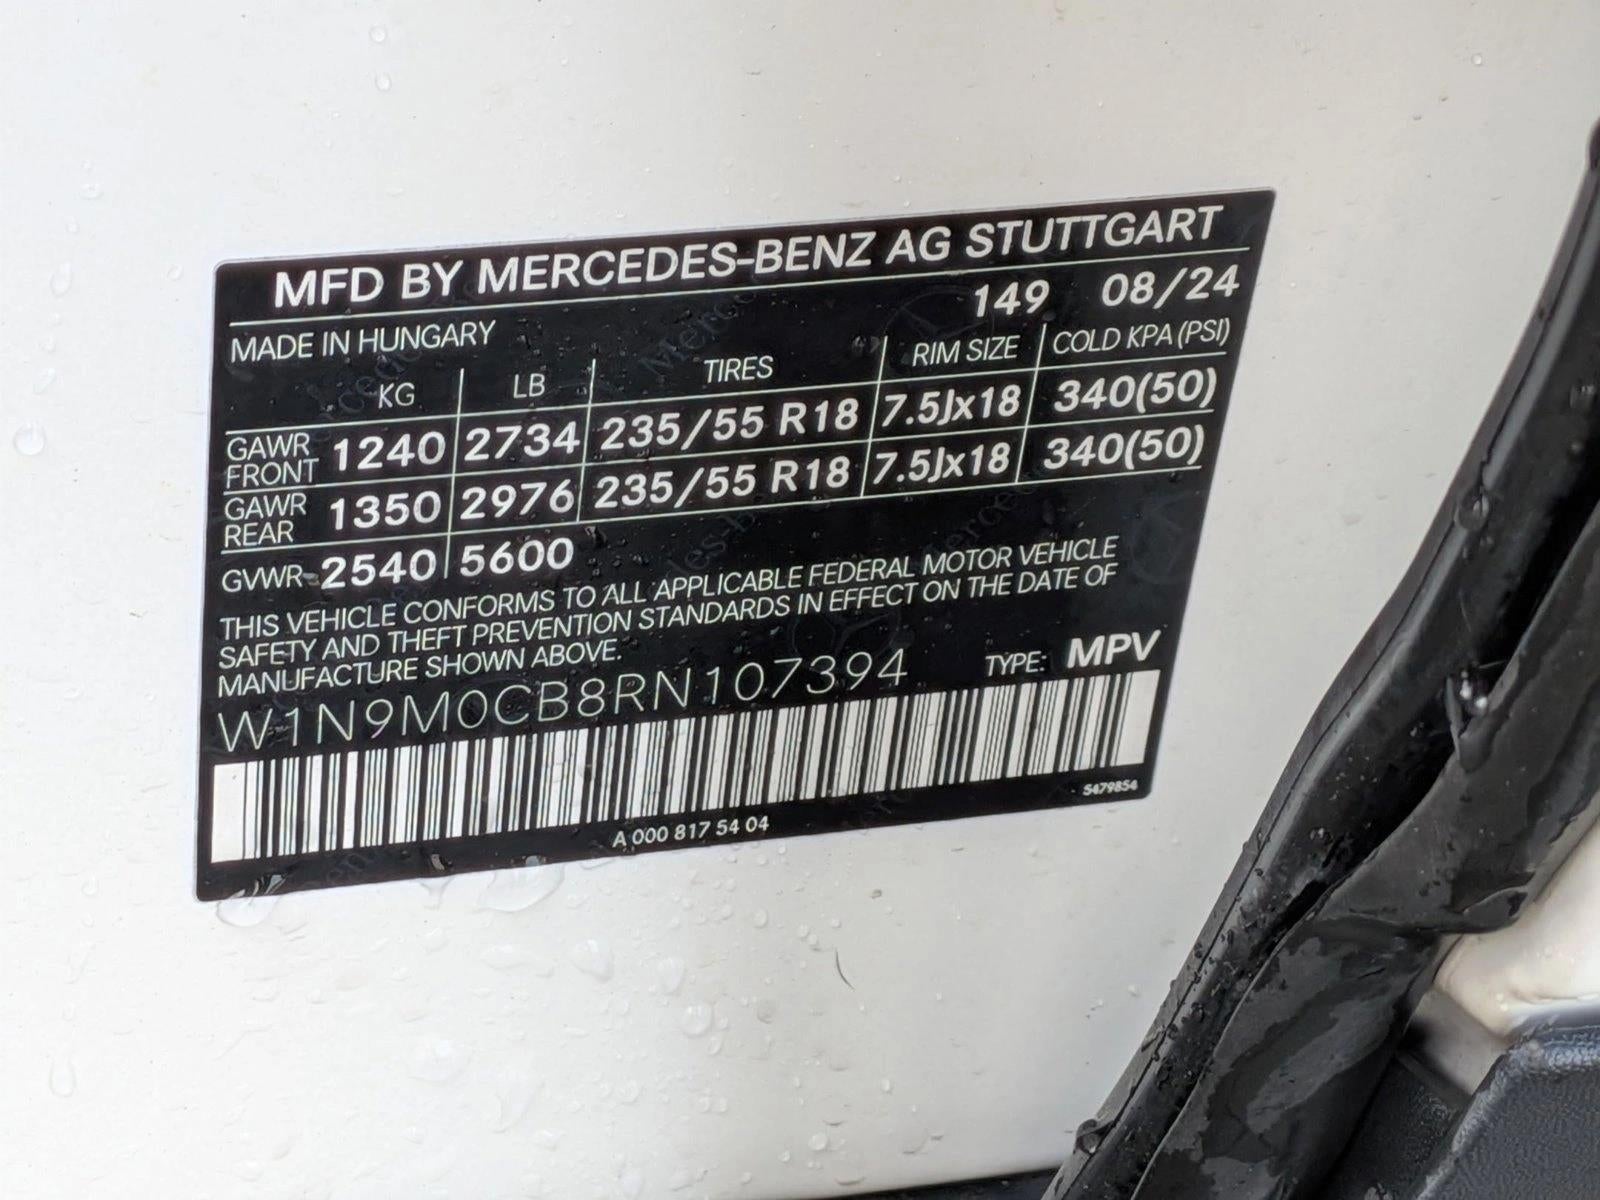 MFD BY MERCEDES-BENZ AG STUTTGART
MADE IN HUNGARY 149 08/24
KG LB TIRES RIM SIZE COLD KPA (PSI)
GAWR FRONT 1240 2734 235/55 R18 7.5Jx18 340(50)
GAWR REAR 1350 2976 235/55 R18 7.5Jx18 340(50)
GVWR 2540 5600
THIS VEHICLE CONFORMS TO ALL APPLICABLE FEDERAL MOTOR VEHICLE
SAFETY AND THEFT PREVENTION STANDARDS IN EFFECT ON THE DATE OF
MANUFACTURE SHOWN ABOVE.
W1N9M0CB8RN107394 TYPE: MPV
A 000 817 54 04
5479854